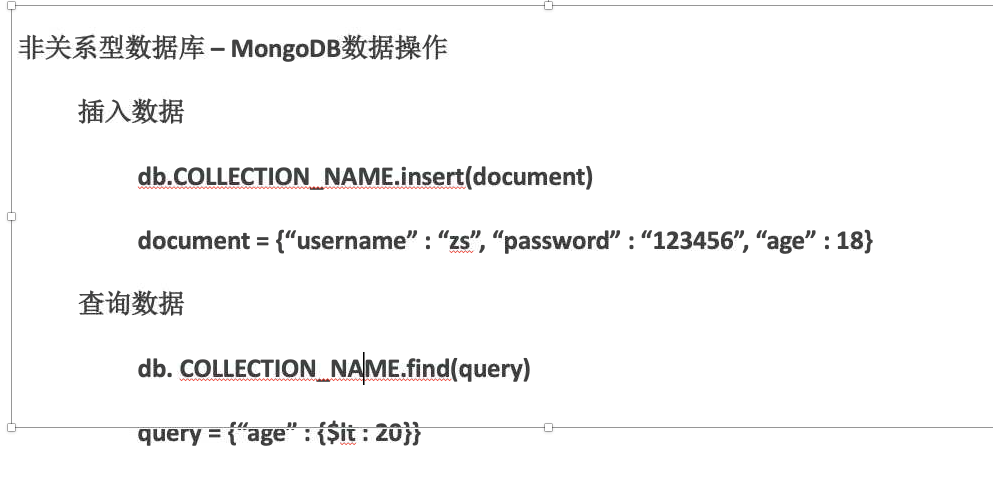 非关系型数据库 – MongoDB数据操作
插入数据
db.COLLECTION_NAME.insert(document)
document = {“username” : “zs”, “password” : “123456”, “age” : 18}
查询数据
db. COLLECTION_NAME.find(query)
query = {“age” : {$lt : 20}}